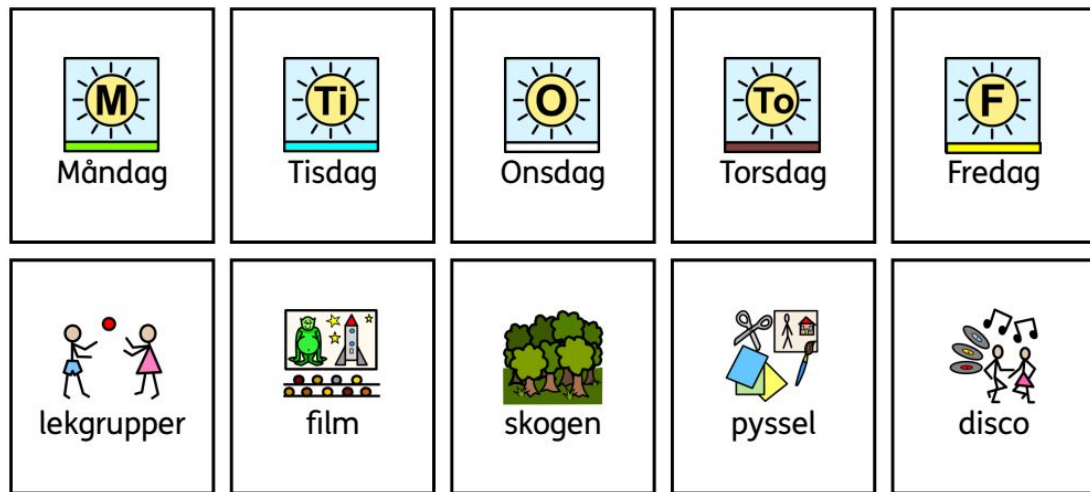 M Ti O To F
Måndag Tisdag Onsdag Torsdag Fredag
lekgrupper film skogen pyssel disco